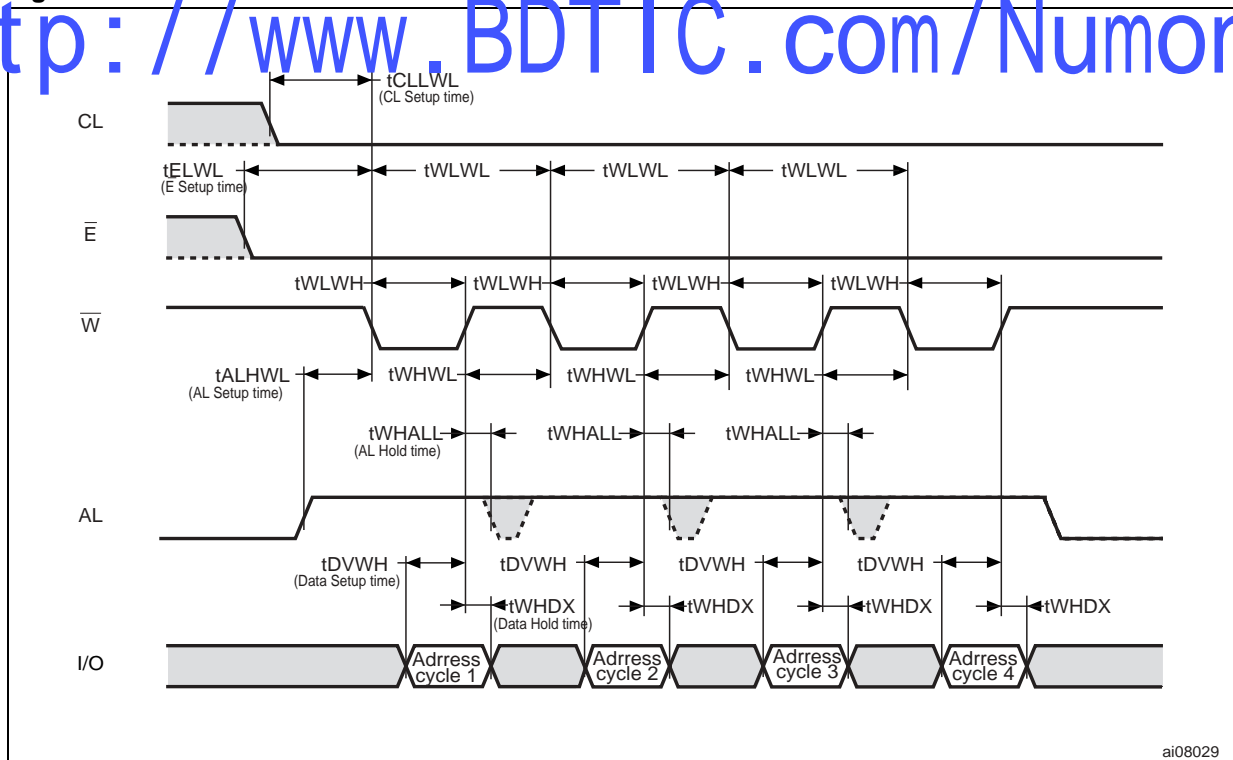 tp://www.BDTIC.com/Numon
tCLLWL
(CL Setup time)
CL
tELWL
(E Setup time)
tWLWL
tWLWL
tWLWL
E
tWLWH
tWLWH
tWLWH
tWLWH
W
tALHWL
(AL Setup time)
tWHWL
tWHWL
tWHWL
tWHALL
(AL Hold time)
tWHALL
tWHALL
AL
tDVWH
(Data Setup time)
tDVWH
tDVWH
tDVWH
tWHDX
(Data Hold time)
tWHDX
tWHDX
tWHDX
I/O
Adrress
cycle 1
Adrress
cycle 2
Adrress
cycle 3
Adrress
cycle 4
ai08029